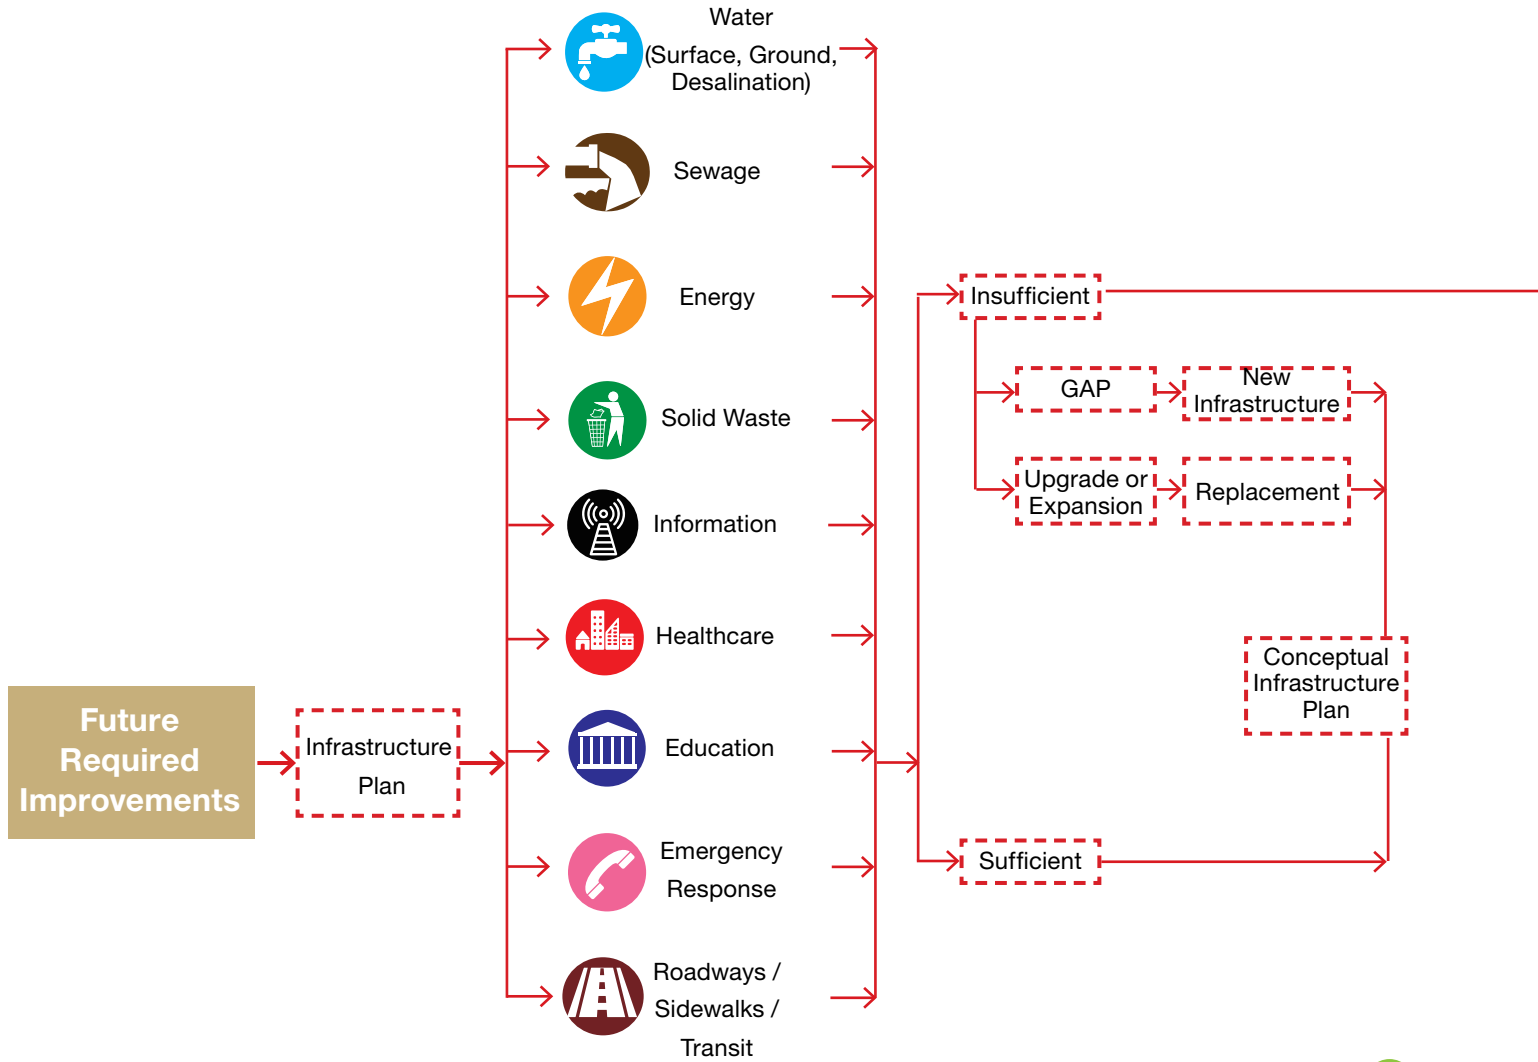 Water
(Surface, Ground,
Desalination)
Sewage
Energy
Solid Waste
Information
Healthcare
Education
Emergency
Response
Roadways /
Sidewalks /
Transit
Future
Required
Improvements
Infrastructure
Plan
Insufficient
GAP
New
Infrastructure
Upgrade or
Expansion
Replacement
Conceptual
Infrastructure
Plan
Sufficient